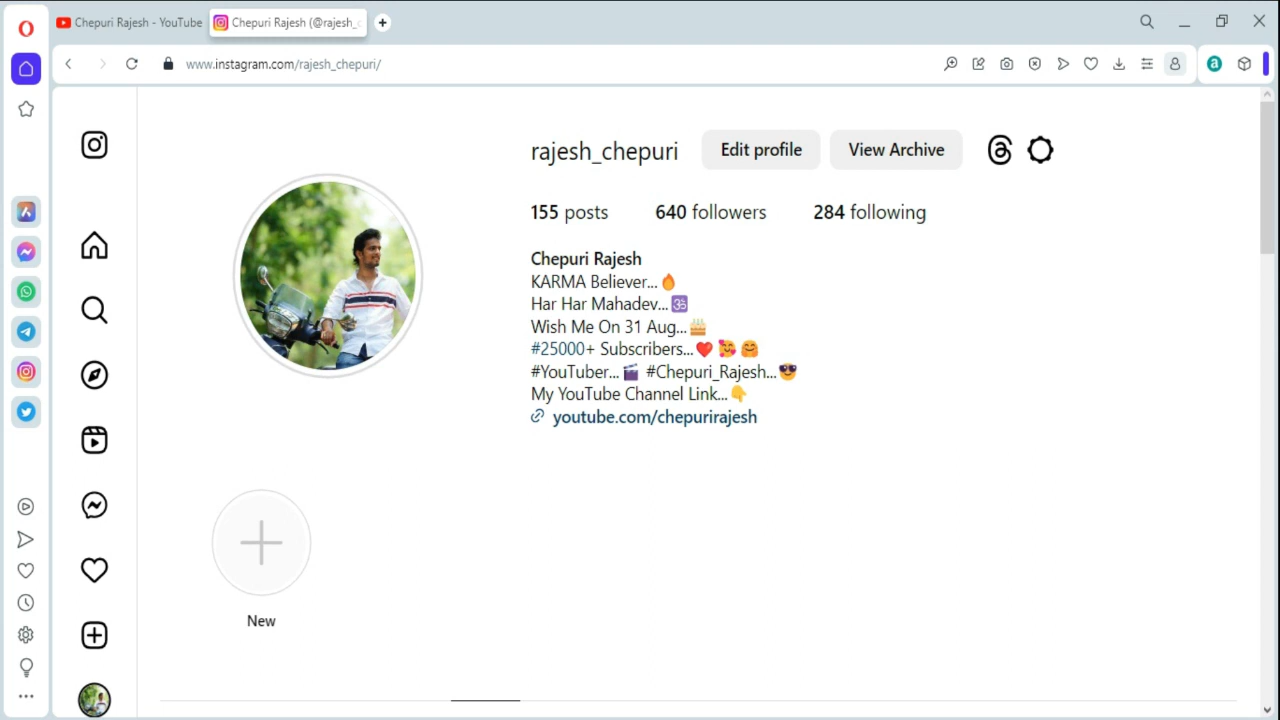 Chepuri Rajesh - YouTube
Chepuri Rajesh (@rajesh_c
www.instagram.com/rajesh_chepuri/
rajesh_chepuri
Edit profile
View Archive
155 posts
640 followers
284 following
Chepuri Rajesh
KARMA Believer...🔥
Har Har Mahadev...🕉
Wish Me On 31 Aug...🎂
#25000+ Subscribers...❤️ 🥰 🤗
#YouTuber...🎬 #Chepuri_Rajesh...😎
My YouTube Channel Link...👇
youtube.com/chepurirajesh
New